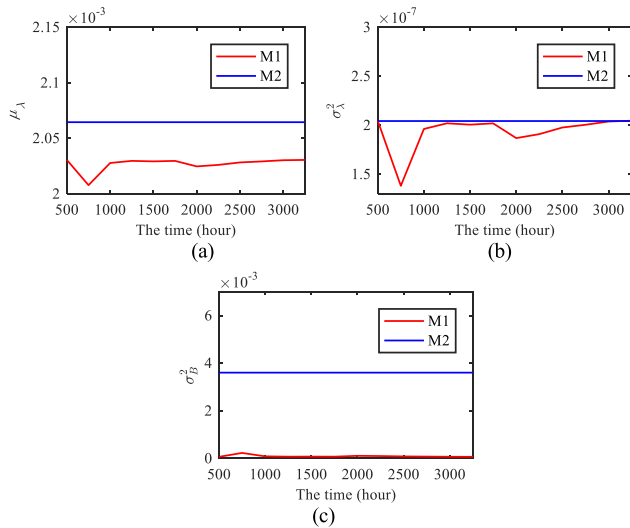 ×10⁻³
2.15
2.1
2.05
2
μ_λ
M1
M2
500 1000 1500 2000 2500 3000
The time (hour)
(a)
×10⁻⁷
3
2.5
2
1.5
σ²_λ
M1
M2
500 1000 1500 2000 2500 3000
The time (hour)
(b)
×10⁻³
6
4
2
0
σ²_B
M1
M2
500 1000 1500 2000 2500 3000
The time (hour)
(c)